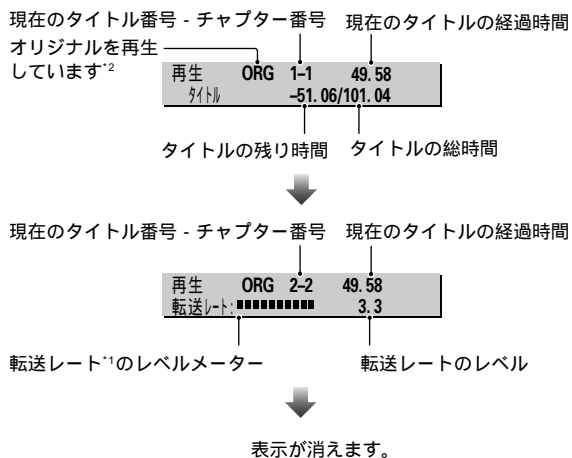 現在のタイトル番号 - チャプター番号 現在のタイトルの経過時間
オリジナルを再生
しています*2
再生 ORG 1–1 49. 58
タイトル –51. 06/101. 04
タイトルの残り時間 タイトルの総時間
現在のタイトル番号 - チャプター番号 現在のタイトルの経過時間
再生 ORG 2–2 49. 58
転送レート: 3. 3
転送レート*1のレベルメーター 転送レートのレベル
表示が消えます。